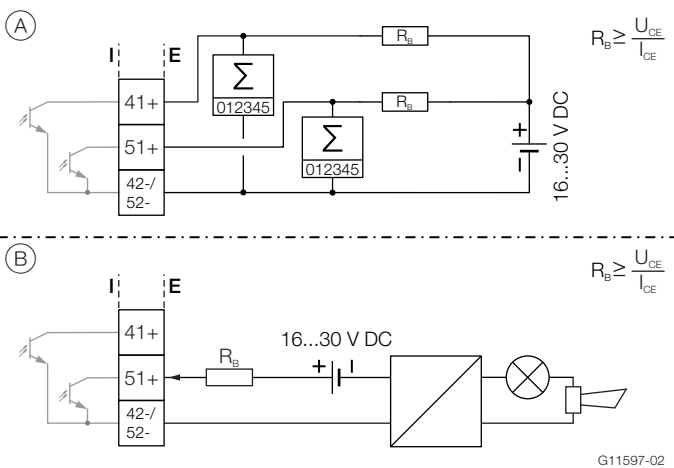 A
I E
R_B ≥ U_CE / I_CE
R_B
Σ
012345
41+
R_B
51+
Σ
012345
+
–
16...30 V DC
42-/
52-
B
I E
R_B ≥ U_CE / I_CE
41+
16...30 V DC
R_B
+ –
51+
42-/
52-
G11597-02